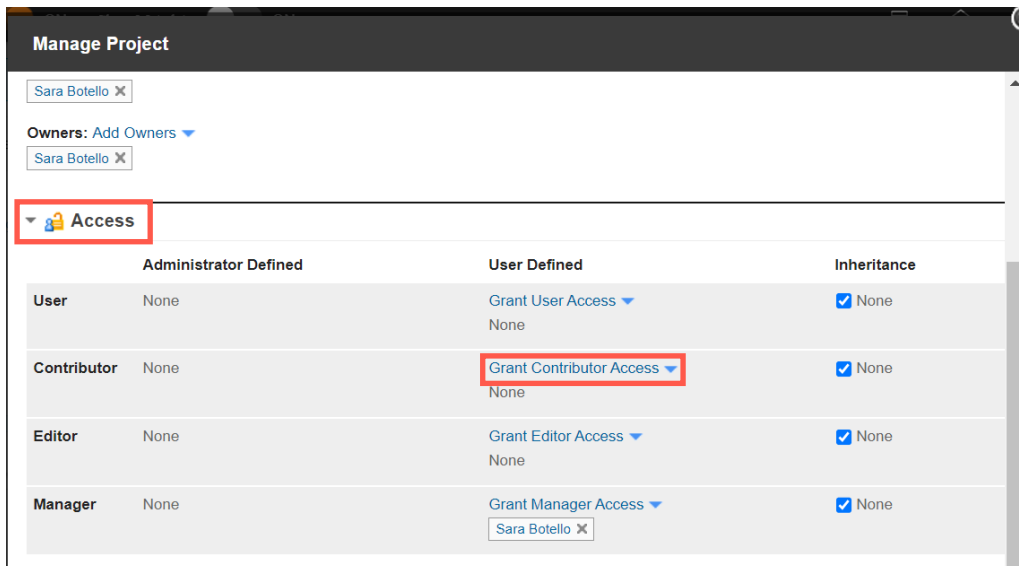 Manage Project
Sara Botello
Owners: Add Owners
Sara Botello
Access
Administrator Defined User Defined Inheritance
User None Grant User Access None
None
Contributor None Grant Contributor Access None
None
Editor None Grant Editor Access None
None
Manager None Grant Manager Access None
Sara Botello